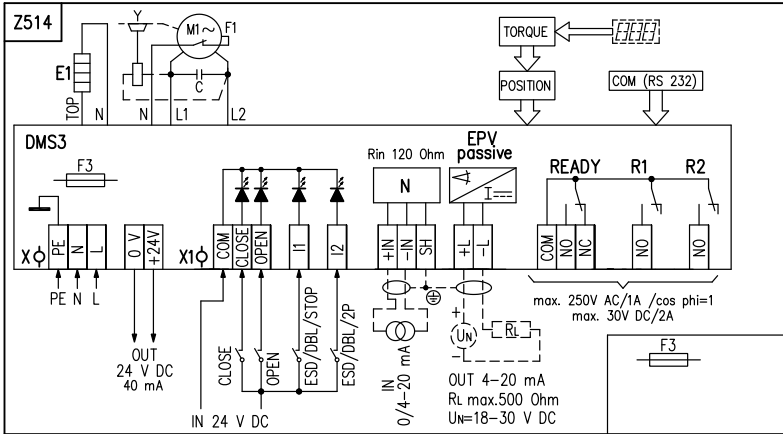 Z514
Y
M1~
F1
E1
C
TOP
N
N
L1
L2
TORQUE
POSITION
COM (RS 232)
DMS3
F3
Rin 120 Ohm
N
EPV
passive
I
READY
R1
R2
X
PE
N
L
0 V
+24V
X1
COM
CLOSE
OPEN
I1
I2
+IN
-IN
SH
+L
-L
COM
NO
NC
NO
NO
PE N L
OUT
24 V DC
40 mA
CLOSE
OPEN
ESD/DBL/STOP
ESD/DBL/2P
IN 24 V DC
IN
0/4-20 mA
+
UN
-
RL
OUT 4-20 mA
RL max.500 Ohm
UN=18-30 V DC
max. 250V AC/1A /cos phi=1
max. 30V DC/2A
F3